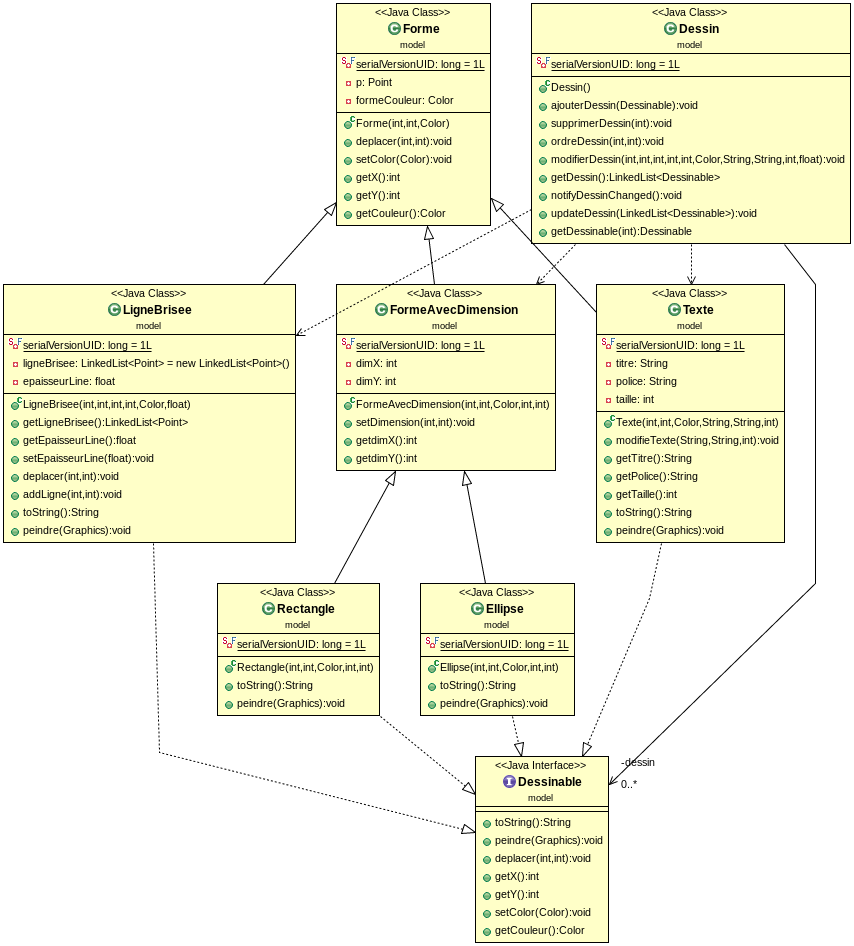 <<Java Class>>
Forme
model
serialVersionUID: long = 1L
p: Point
formeCouleur: Color
Forme(int,int,Color)
deplacer(int,int):void
setColor(Color):void
getX():int
getY():int
getCouleur():Color
<<Java Class>>
Dessin
model
serialVersionUID: long = 1L
Dessin()
ajouterDessin(Dessinable):void
supprimerDessin(int):void
ordreDessin(int,int):void
modifierDessin(int,int,int,int,int,Color,String,String,int,float):void
getDessin():LinkedList<Dessinable>
notifyDessinChanged():void
updateDessin(LinkedList<Dessinable>):void
getDessinable(int):Dessinable
<<Java Class>>
LigneBrisee
model
serialVersionUID: long = 1L
ligneBrisee: LinkedList<Point> = new LinkedList<Point>()
epaisseurLine: float
LigneBrisee(int,int,int,int,Color,float)
getLigneBrisee():LinkedList<Point>
getEpaisseurLine():float
setEpaisseurLine(float):void
deplacer(int,int):void
addLigne(int,int):void
toString():String
peindre(Graphics):void
<<Java Class>>
FormeAvecDimension
model
serialVersionUID: long = 1L
dimX: int
dimY: int
FormeAvecDimension(int,int,Color,int,int)
setDimension(int,int):void
getdimX():int
getdimY():int
<<Java Class>>
Texte
model
serialVersionUID: long = 1L
titre: String
police: String
taille: int
Texte(int,int,Color,String,String,int)
modifieTexte(String,String,int):void
getTitre():String
getPolice():String
getTaille():int
toString():String
peindre(Graphics):void
<<Java Class>>
Rectangle
model
serialVersionUID: long = 1L
Rectangle(int,int,Color,int,int)
toString():String
peindre(Graphics):void
<<Java Class>>
Ellipse
model
serialVersionUID: long = 1L
Ellipse(int,int,Color,int,int)
toString():String
peindre(Graphics):void
<<Java Interface>>
Dessinable
model
toString():String
peindre(Graphics):void
deplacer(int,int):void
getX():int
getY():int
setColor(Color):void
getCouleur():Color
-dessin
0..*